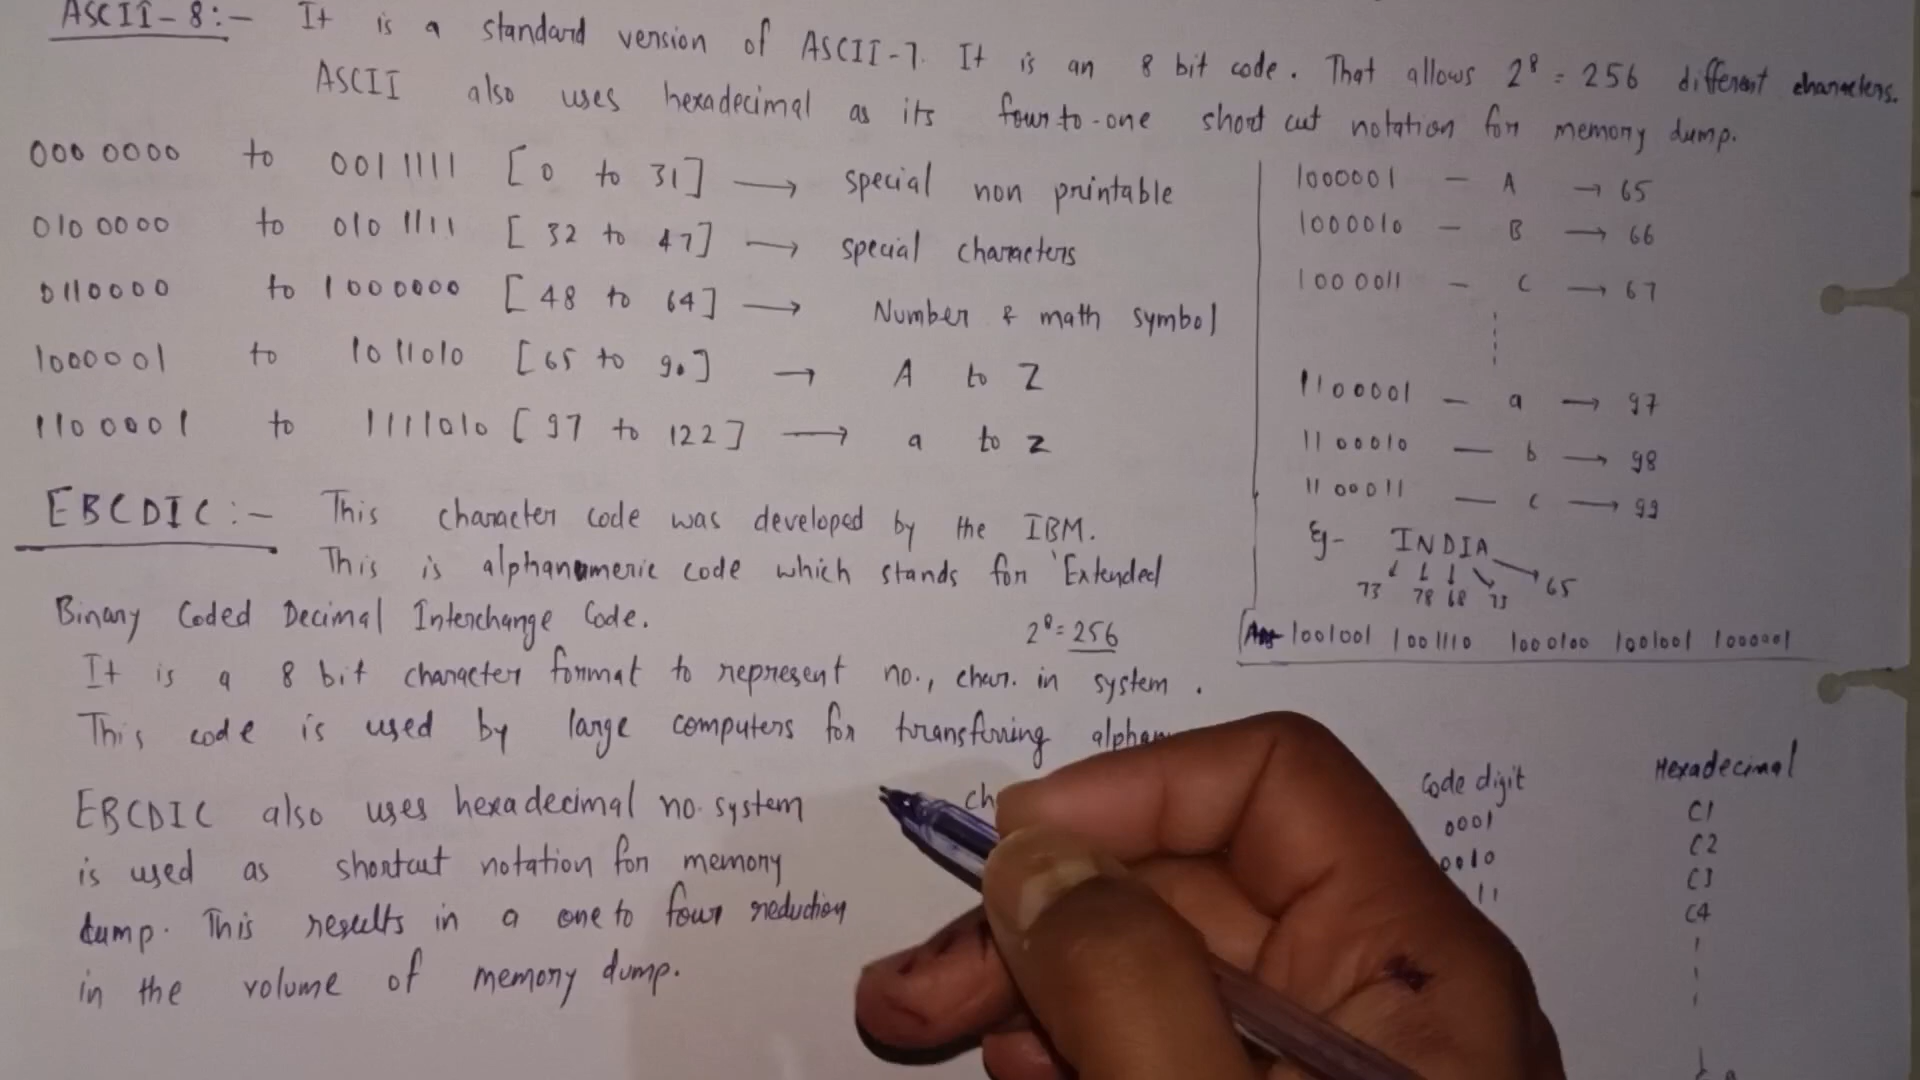 ASCII-8:- It is a standard version of ASCII-7. It is an 8 bit code. That allows 2⁸ = 256 different characters.
ASCII also uses hexadecimal as its four-to-one short cut notation for memory dump.
000 0000 to 001 1111 [0 to 31] → special non printable
010 0000 to 010 1111 [32 to 47] → special characters
0110000 to 1000000 [48 to 64] → Number & math symbol
1000001 to 1011010 [65 to 90] → A to Z
1100001 to 1111010 [97 to 122] → a to z
1000001 - A → 65
1000010 - B → 66
1000011 - C → 67
1100001 - a → 97
1100010 - b → 98
1100011 - c → 99
Eg- INDIA
73 78 68 73 65
Ans- 1001001 1001110 1000100 1001001 1000001
EBCDIC:- This character code was developed by the IBM.
This is alphanumeric code which stands for 'Extended
Binary Coded Decimal Interchange Code.
2⁸ = 256
It is a 8 bit character format to represent no., char. in system.
This code is used by large computers for transfering alphan
ch
EBCDIC also uses hexadecimal no. system
is used as shortcut notation for memory
dump. This results in a one to four reduction
in the volume of memory dump.
Code digit Hexadecimal
0001 C1
0010 C2
11 C3
C4